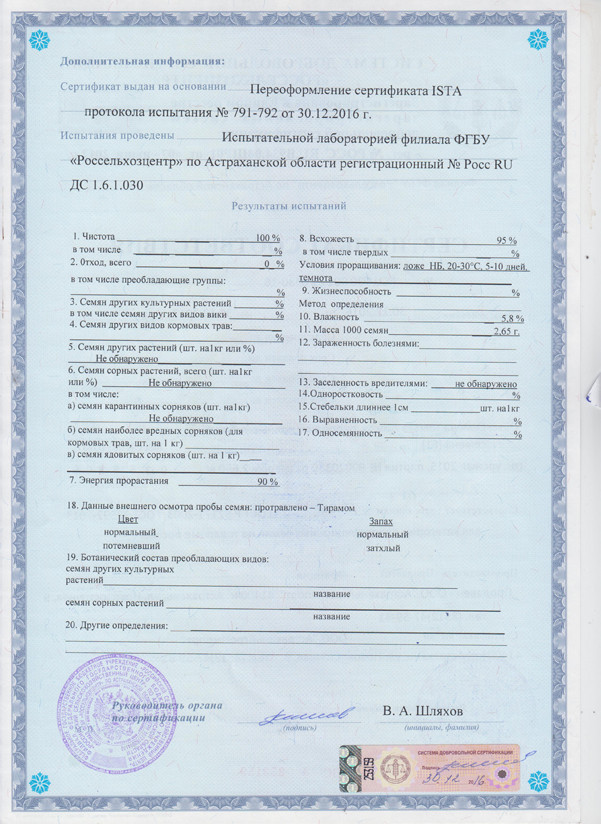 Дополнительная информация:
Сертификат выдан на основании Переоформление сертификата ISTA
протокола испытания № 791-792 от 30.12.2016 г.
Испытания проведены Испытательной лабораторией филиала ФГБУ
«Россельхозцентр» по Астраханской области регистрационный № Росс RU
ДС 1.6.1.030
Результаты испытаний
1. Чистота 100 %
в том числе %
2. Отход, всего 0 %
в том числе преобладающие группы:
%
3. Семян других культурных растений %
в том числе семян других видов вики %
4. Семян других видов кормовых трав:
%
5. Семян других растений (шт. на1кг или %)
Не обнаружено
6. Семян сорных растений, всего (шт. на1кг
или %) Не обнаружено
в том числе:
а) семян карантинных сорняков (шт. на1кг)
Не обнаружено
б) семян наиболее вредных сорняков (для
кормовых трав, шт. на 1 кг)
в) семян ядовитых сорняков (шт. на 1 кг)
7. Энергия прорастания 90 %
8. Всхожесть 95 %
в том числе твердых %
Условия проращивания: ложе НБ, 20-30°С, 5-10 дней,
темнота
9. Жизнеспособность %
Метод определения
10. Влажность 5,8 %
11. Масса 1000 семян 2,65 г.
12. Зараженность болезнями:
13. Заселенность вредителями: не обнаружено
14.Одноростковость %
15.Стебельки длиннее 1см шт. на1кг
16. Выравненность %
17. Односемянность %
18. Данные внешнего осмотра пробы семян: протравлено – Тирамом
Цвет Запах
нормальный нормальный
потемневший затхлый
19. Ботанический состав преобладающих видов:
семян других культурных
растений
название
семян сорных растений
название
20. Другие определения:
Руководитель органа
по сертификации
В. А. Шляхов
(подпись) (инициалы, фамилия)
М.П.
СИСТЕМА ДОБРОВОЛЬНОЙ СЕРТИФИКАЦИИ
30 12 16